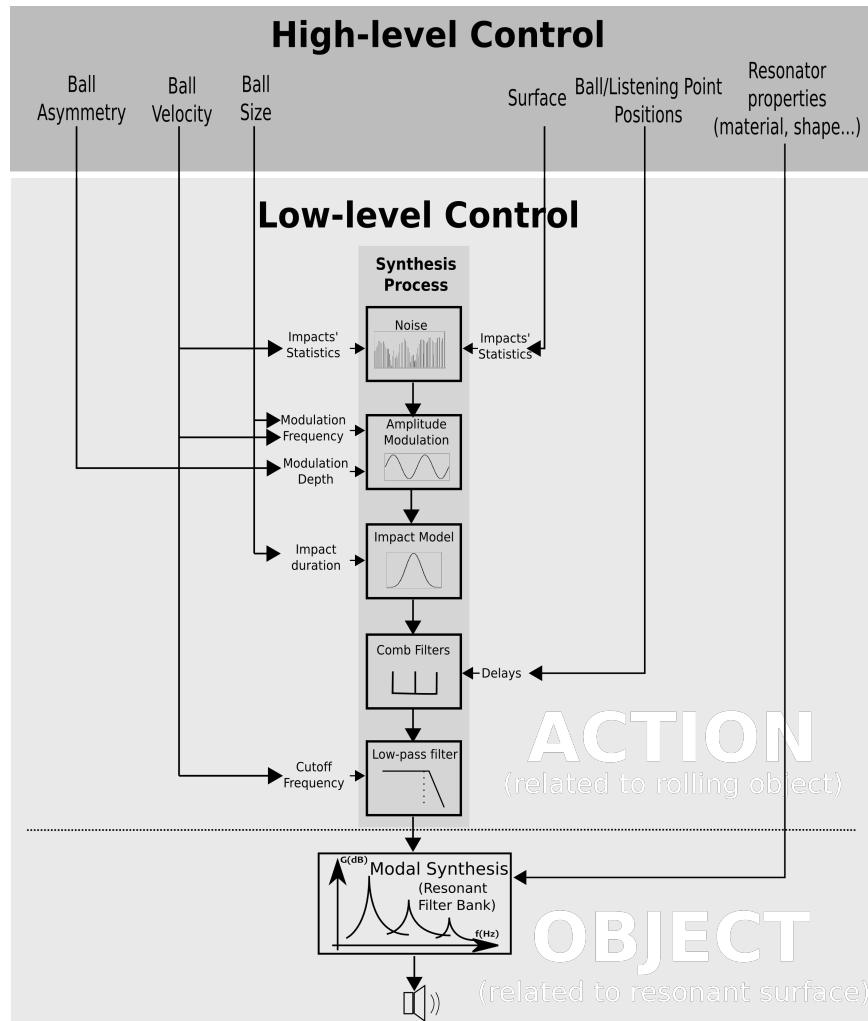 High-level Control
Ball
Asymmetry
Ball
Velocity
Ball
Size
Surface
Ball/Listening Point
Positions
Resonator
properties
(material, shape...)
Low-level Control
Synthesis
Process
Noise
Impacts'
Statistics
Impacts'
Statistics
Modulation
Frequency
Amplitude
Modulation
Modulation
Depth
Impact Model
Impact
duration
Comb Filters
Delays
ACTION
(related to rolling object)
Low-pass filter
Cutoff
Frequency
G(dB)
Modal Synthesis
(Resonant
Filter Bank)
f(Hz)
OBJECT
(related to resonant surface)